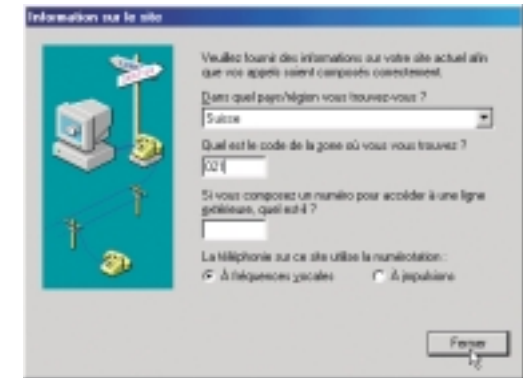 Information sur le site
Veuillez fournir des informations sur votre site actuel afin
que vos appels soient composés correctement.
Dans quel pays/région vous trouvez-vous ?
Suisse
Quel est le code de la zone où vous vous trouvez ?
021
Si vous composez un numéro pour accéder à une ligne
extérieure, quel est-il ?
La téléphonie sur ce site utilise la numérotation :
À fréquences vocales À impulsions
Fermer